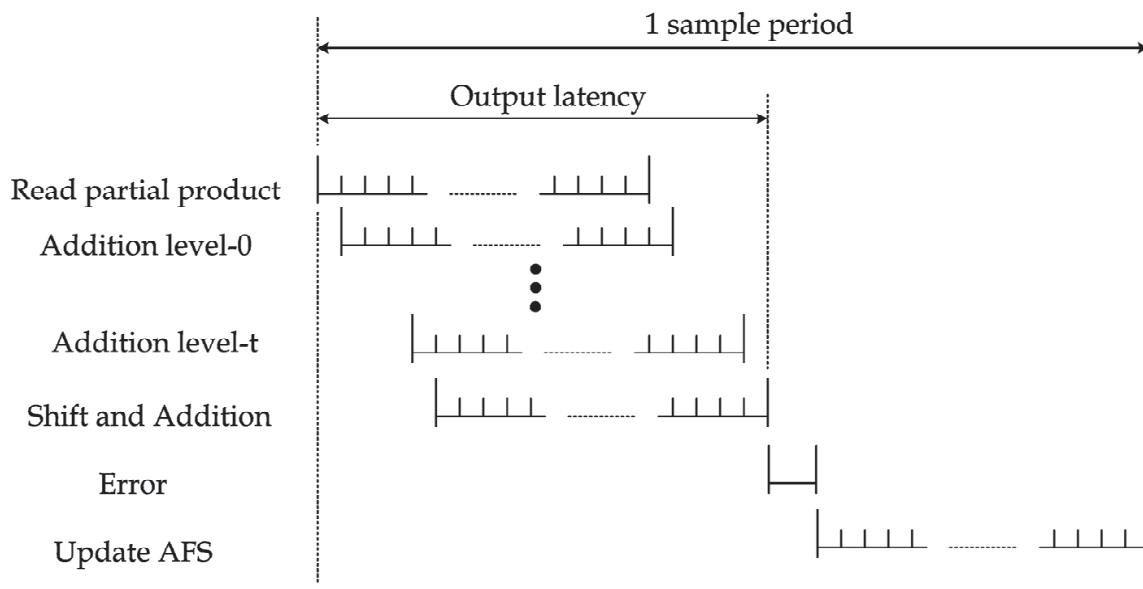 1 sample period
Output latency
Read partial product
Addition level-0
Addition level-t
Shift and Addition
Error
Update AFS